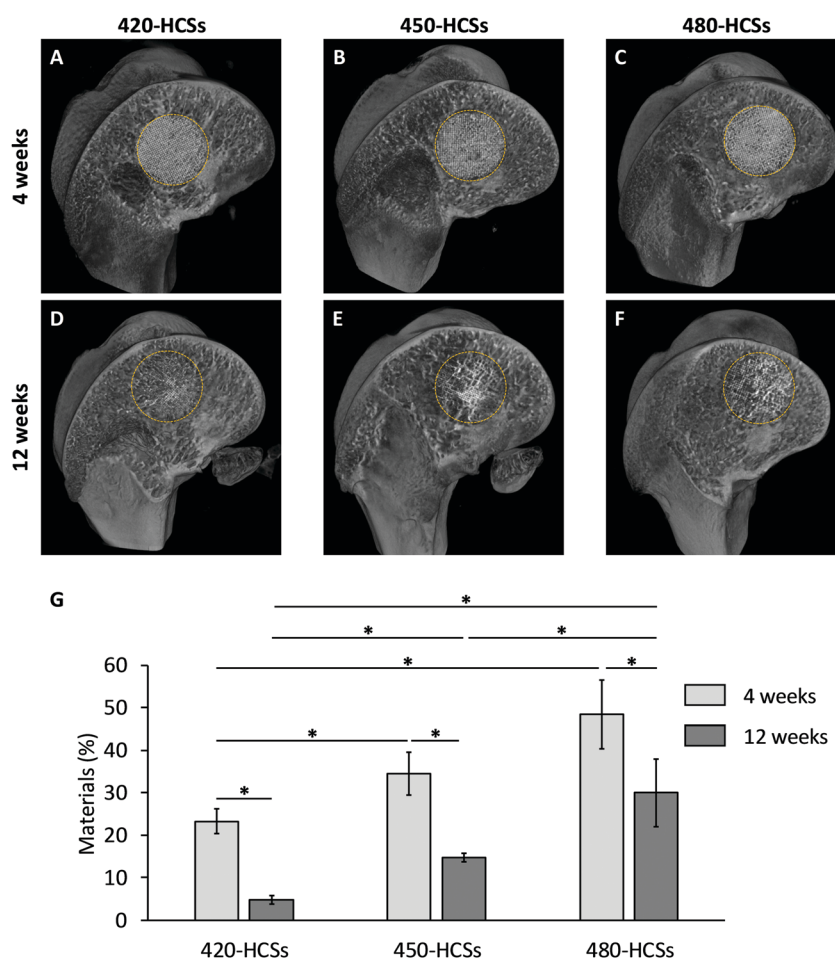 420-HCSs 450-HCSs 480-HCSs
4 weeks
A B C
12 weeks
D E F
G
*
* *
* *
* *
*
Materials (%)
60
50
40
30
20
10
0
4 weeks
12 weeks
420-HCSs 450-HCSs 480-HCSs